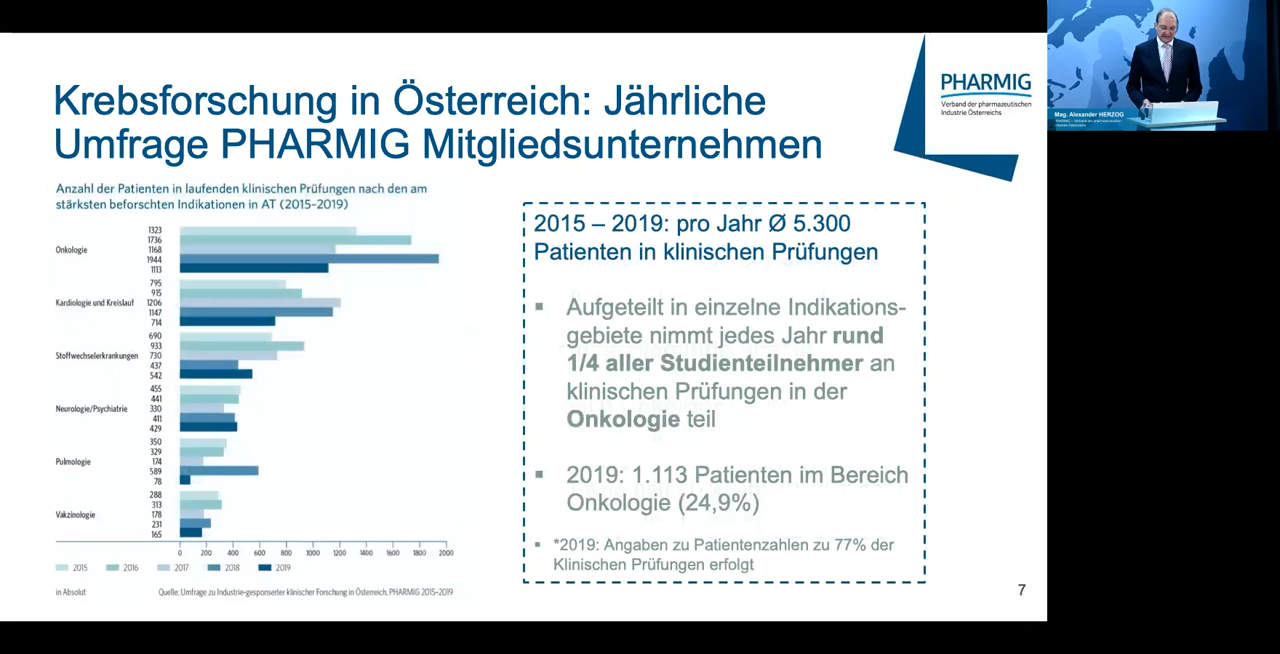 Krebsforschung in Österreich: Jährliche
Umfrage PHARMIG Mitgliedsunternehmen
PHARMIG
Verband der pharmazeutischen
Industrie Österreichs
Mag. Alexander HERZOG
Anzahl der Patienten in laufenden klinischen Prüfungen nach den am
stärksten beforschten Indikationen in AT (2015–2019)
Onkologie
1323
1736
1168
1944
1113
Kardiologie und Kreislauf
795
915
1206
1147
714
Stoffwechselerkrankungen
690
933
730
437
542
Neurologie/Psychiatrie
455
441
330
411
429
Pulmologie
350
329
174
589
78
Vakzinologie
288
313
178
231
165
0 200 400 600 800 1000 1200 1400 1600 1800 2000
2015 2016 2017 2018 2019
in Absolut
Quelle: Umfrage zu Industrie-gesponserter klinischer Forschung in Österreich, PHARMIG 2015–2019
2015 – 2019: pro Jahr Ø 5.300
Patienten in klinischen Prüfungen
▪ Aufgeteilt in einzelne Indikations-
gebiete nimmt jedes Jahr rund
1/4 aller Studienteilnehmer an
klinischen Prüfungen in der
Onkologie teil
▪ 2019: 1.113 Patienten im Bereich
Onkologie (24,9%)
▪ *2019: Angaben zu Patientenzahlen zu 77% der
Klinischen Prüfungen erfolgt
7